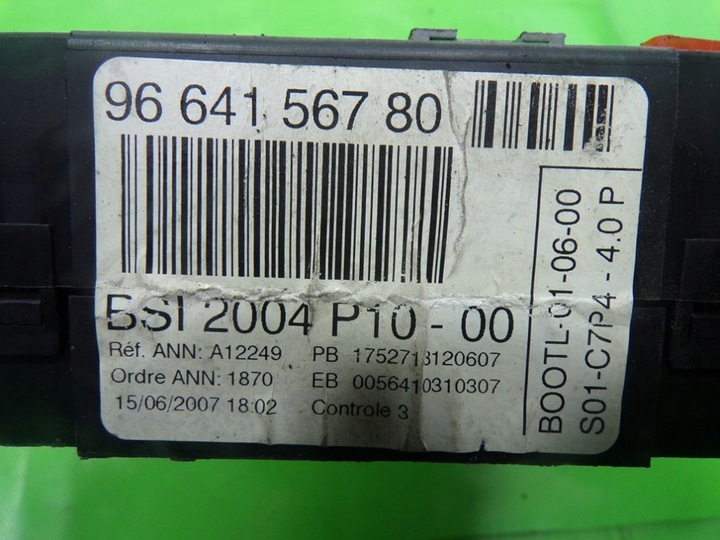 96 641 567 80
BSI 2004 P10 - 00
Réf. ANN: A12249 PB 1752718120607
Ordre ANN: 1870 EB 0056410310307
15/06/2007 18:02 Controle 3
BOOTL-01-06-00
S01-C7P4 - 4.0 P